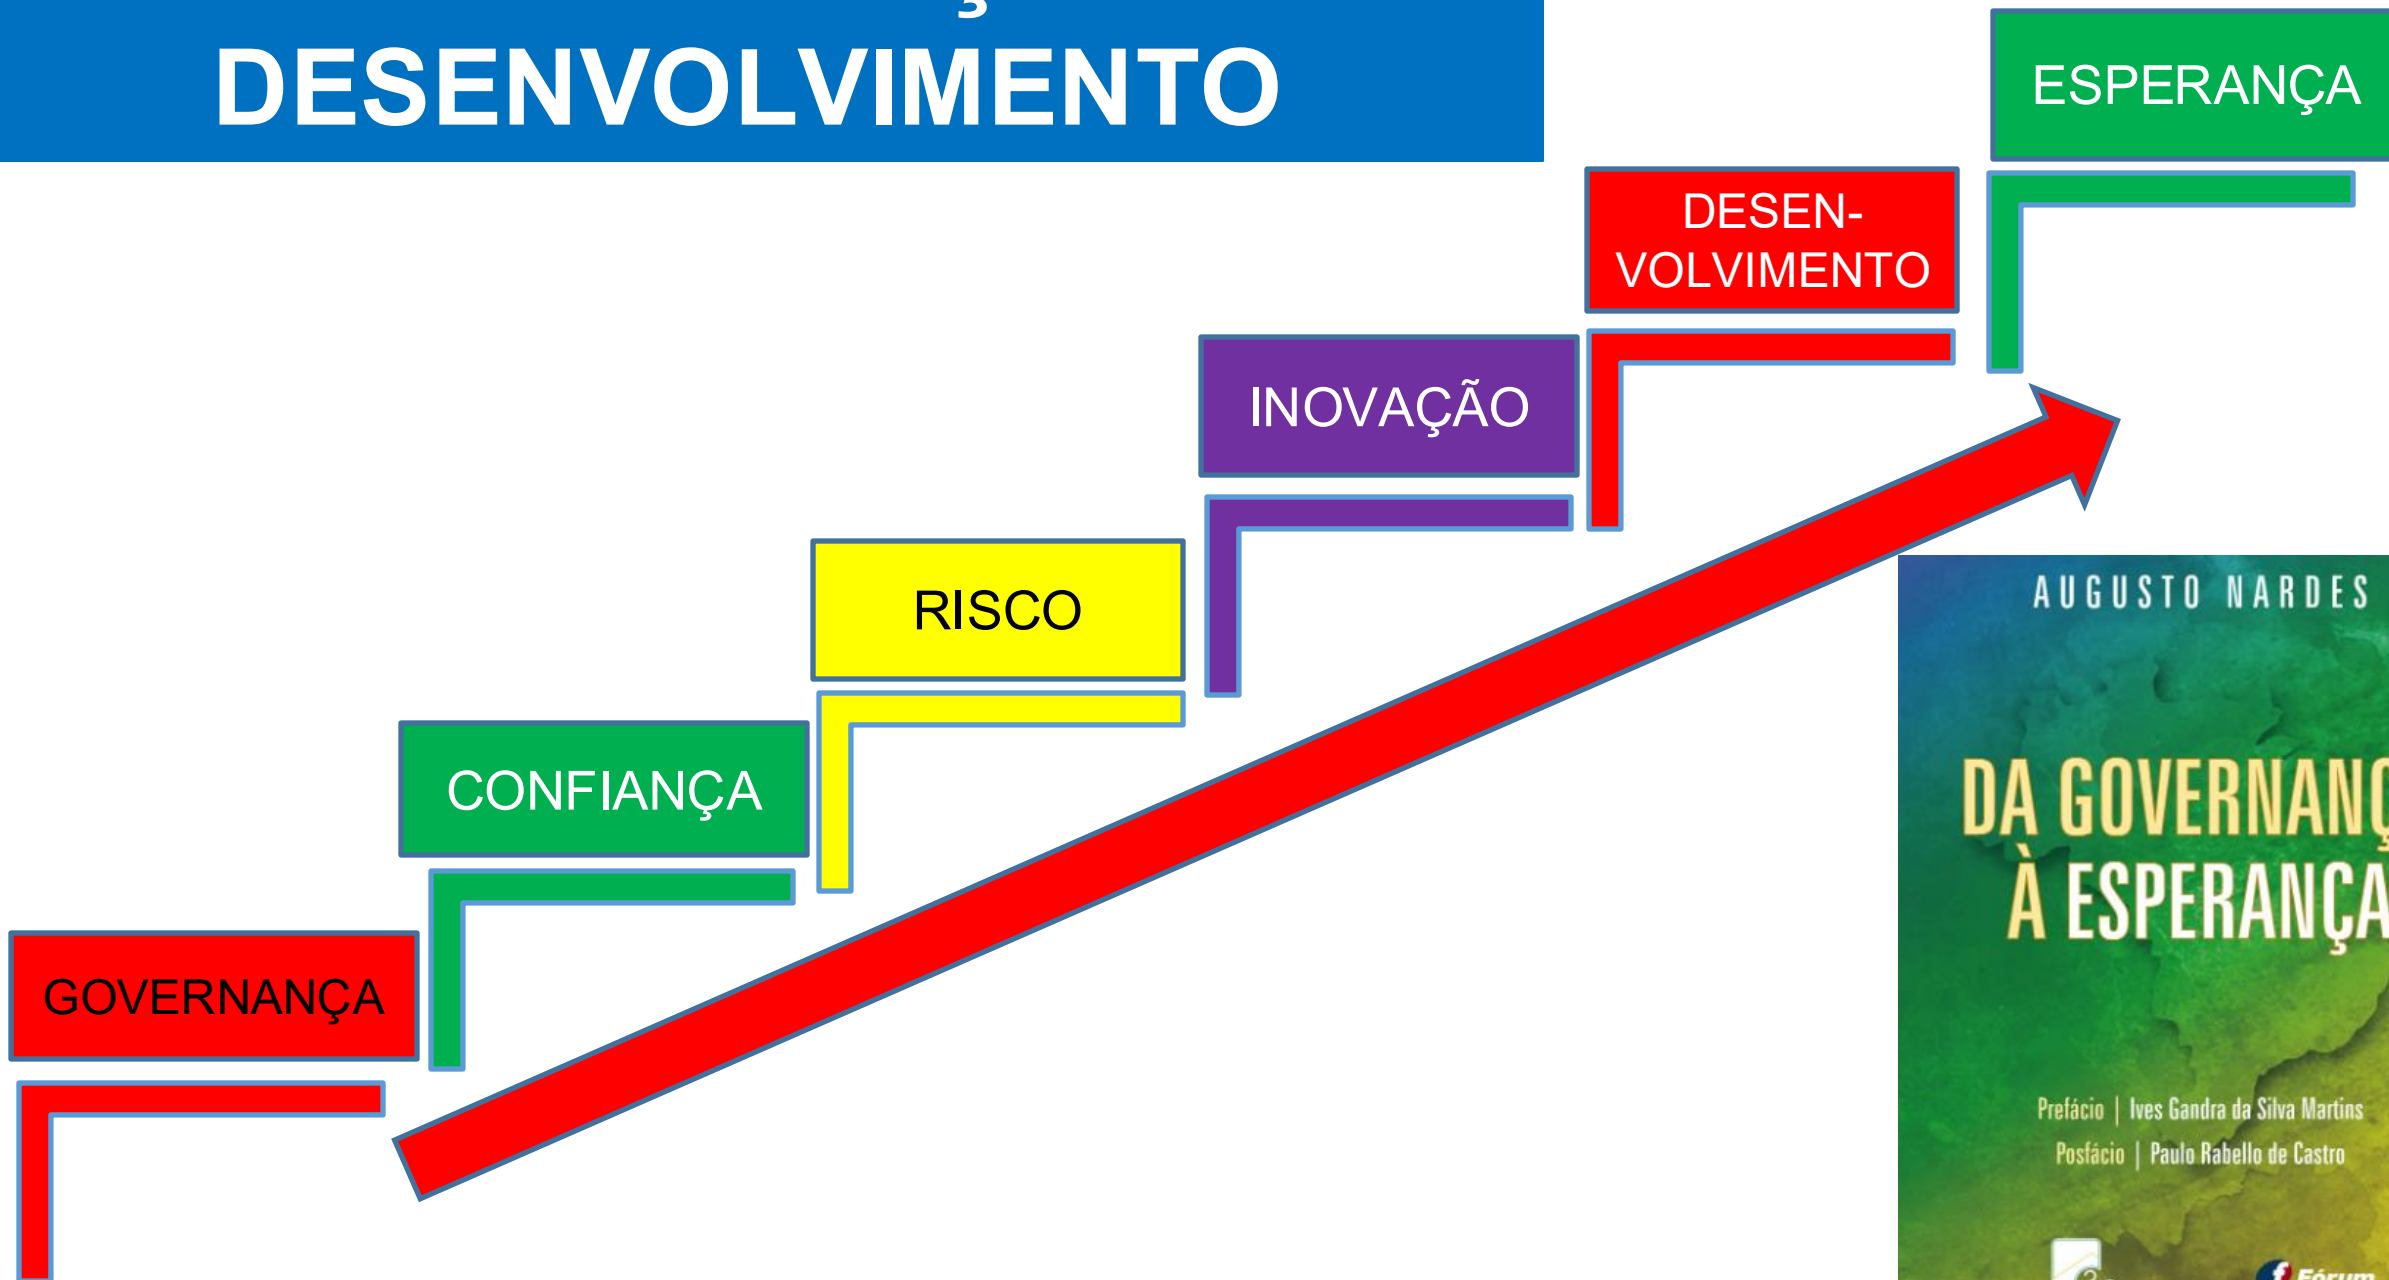 DESENVOLVIMENTO
ESPERANÇA
DESEN-
VOLVIMENTO
INOVAÇÃO
RISCO
CONFIANÇA
GOVERNANÇA
AUGUSTO NARDES
DA GOVERNANÇ
À ESPERANÇA
Prefácio | Ives Gandra da Silva Martins
Posfácio | Paulo Rabello de Castro
Fórum